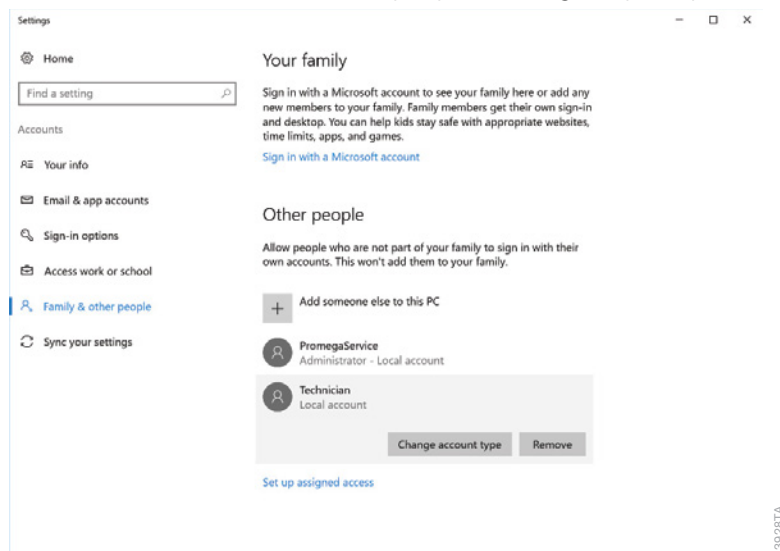 Settings
Home
Find a setting
Accounts
Your info
Email & app accounts
Sign-in options
Access work or school
Family & other people
Sync your settings
Your family
Sign in with a Microsoft account to see your family here or add any
new members to your family. Family members get their own sign-in
and desktop. You can help kids stay safe with appropriate websites,
time limits, apps, and games.
Sign in with a Microsoft account
Other people
Allow people who are not part of your family to sign in with their
own accounts. This won't add them to your family.
Add someone else to this PC
PromegaService
Administrator - Local account
Technician
Local account
Change account type
Remove
Set up assigned access